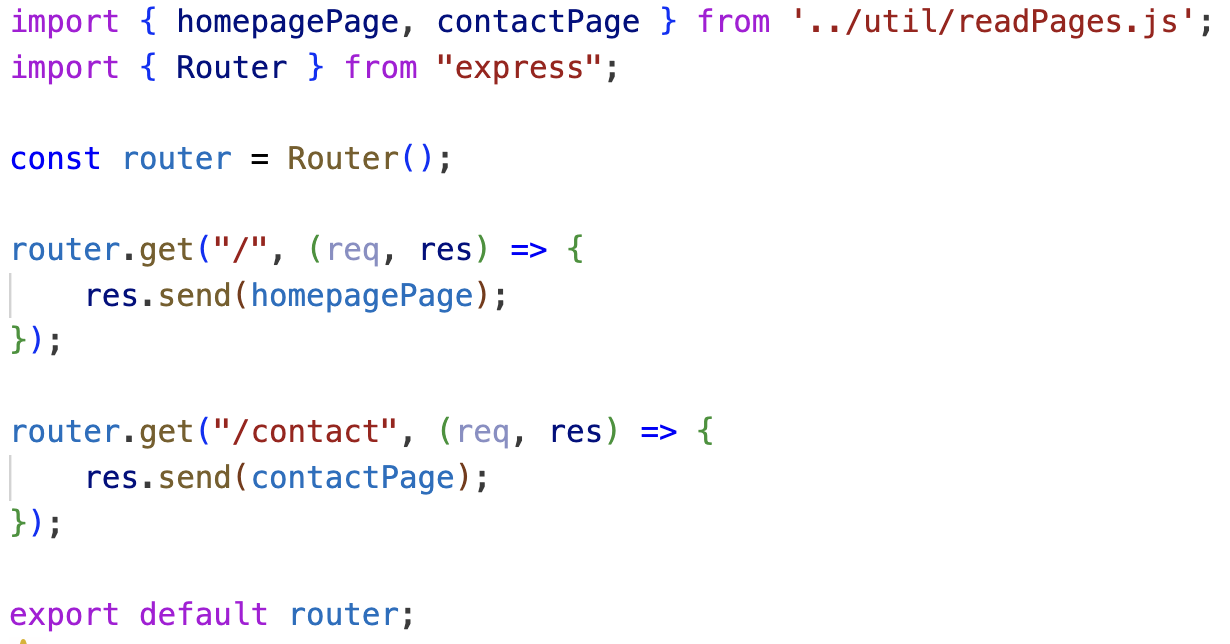 import { homepagePage, contactPage } from '../util/readPages.js';
import { Router } from "express";

const router = Router();

router.get("/", (req, res) => {
    res.send(homepagePage);
});

router.get("/contact", (req, res) => {
    res.send(contactPage);
});

export default router;